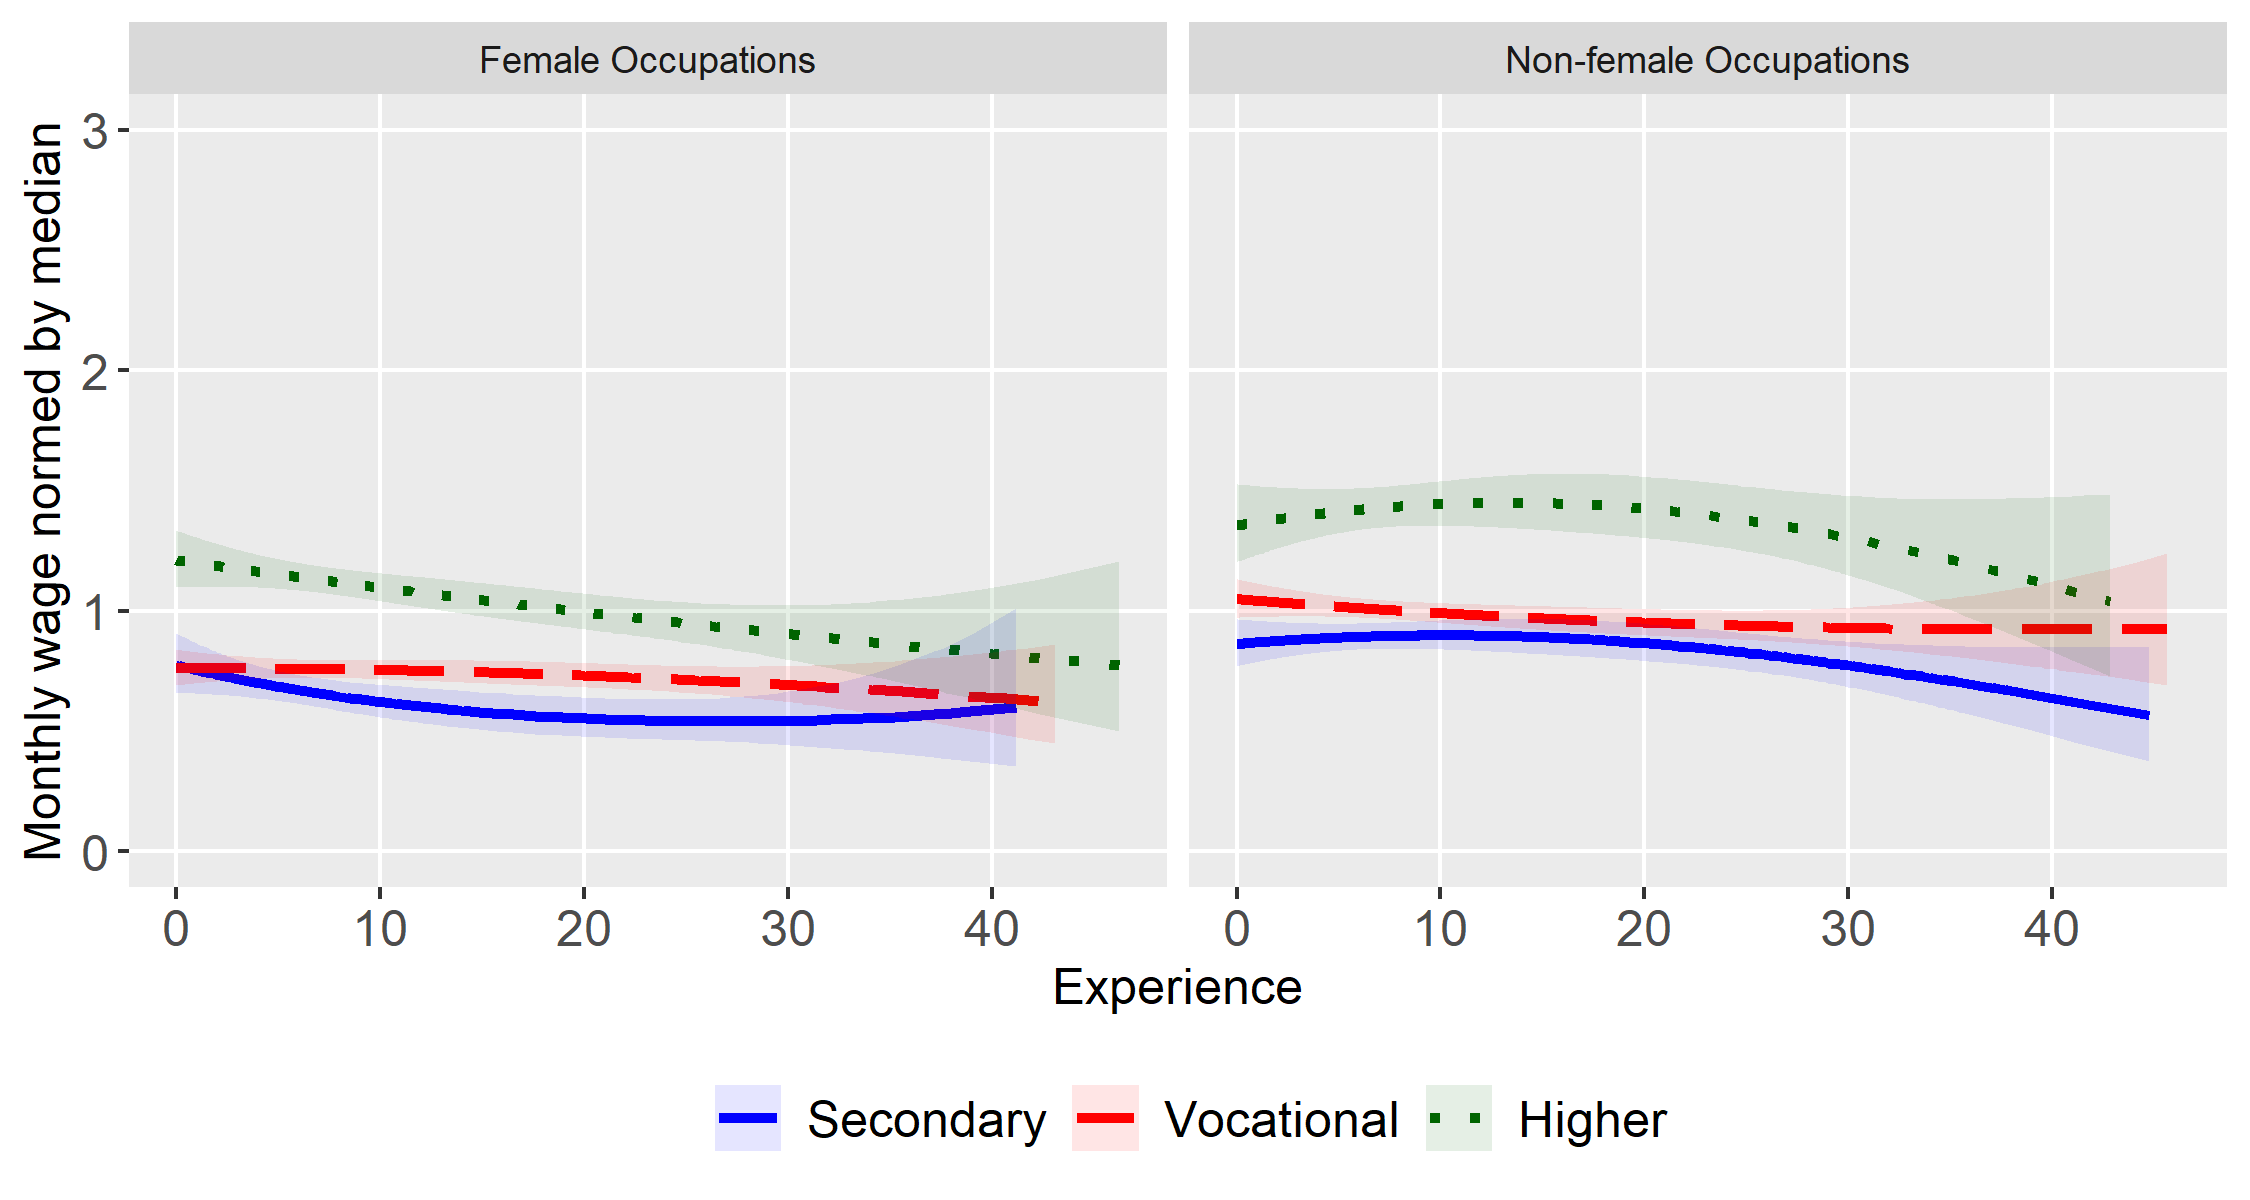 Female Occupations
Non-female Occupations
Monthly wage normed by median
3
2
1
0
0 10 20 30 40
0 10 20 30 40
Experience
Secondary Vocational Higher